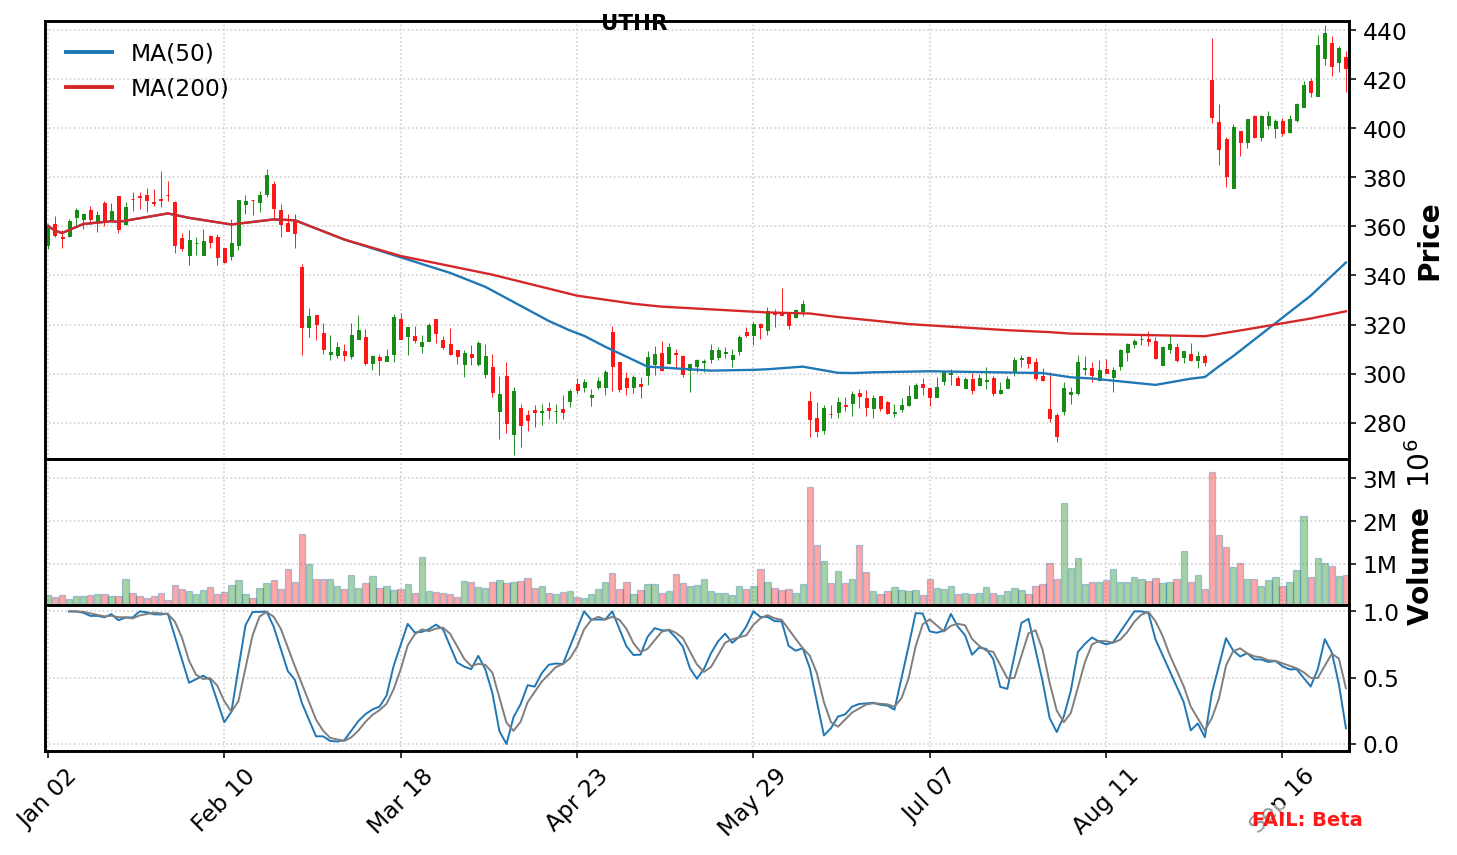 UTHR
MA(50)
MA(200)
440
420
400
380
360
340
320
300
280
Price
3M
2M
1M
Volume 10⁶
1.0
0.5
0.0
Jan 02
Feb 10
Mar 18
Apr 23
May 29
Jul 07
Aug 11
Sep 16
FAIL: Beta